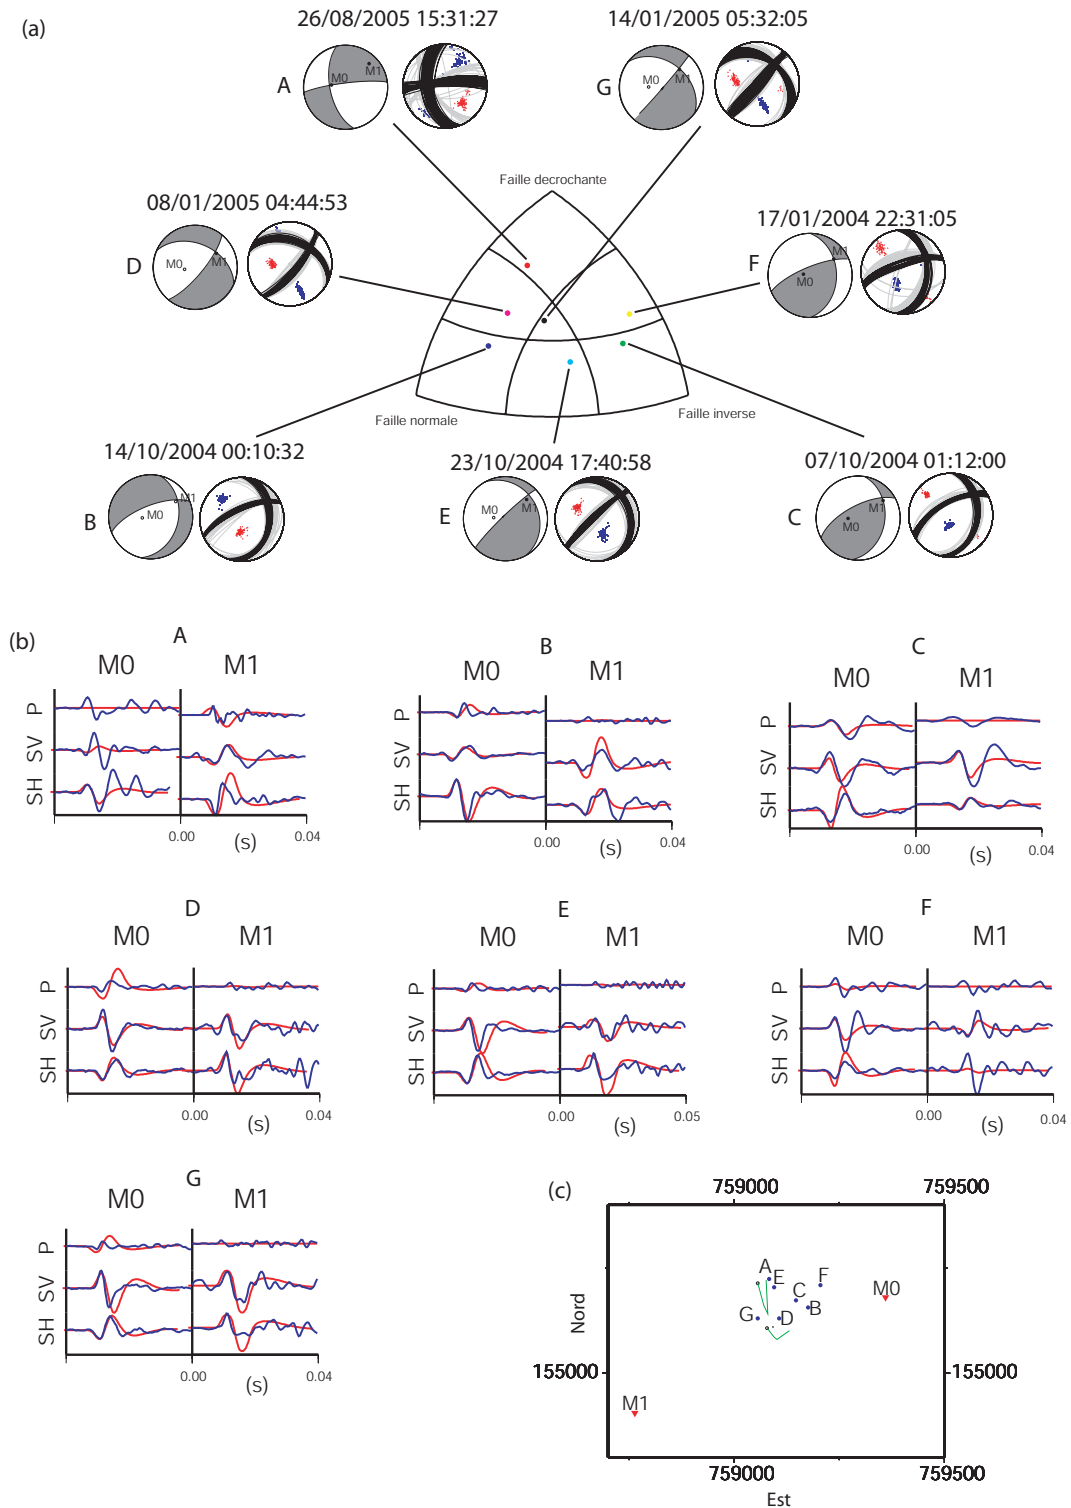 (a)
26/08/2005 15:31:27
14/01/2005 05:32:05
A
M0
M1
G
M0
M1
Faille decrochante
08/01/2005 04:44:53
17/01/2004 22:31:05
D
M0
M1
F
M0
M1
Faille normale
Faille inverse
14/10/2004 00:10:32
23/10/2004 17:40:58
07/10/2004 01:12:00
B
M0
M1
E
M0
M1
C
M0
M1
(b)
A
M0
M1
P
SV
SH
0.00
0.04
(s)
B
M0
M1
P
SV
SH
0.00
0.04
(s)
C
M0
M1
P
SV
SH
0.00
0.04
(s)
D
M0
M1
P
SV
SH
0.00
0.04
(s)
E
M0
M1
P
SV
SH
0.00
0.05
(s)
F
M0
M1
P
SV
SH
0.00
0.04
(s)
G
M0
M1
P
SV
SH
0.00
0.04
(s)
(c)
759000
759500
A
E
F
C
B
G
D
M0
M1
Nord
155000
155000
759000
759500
Est